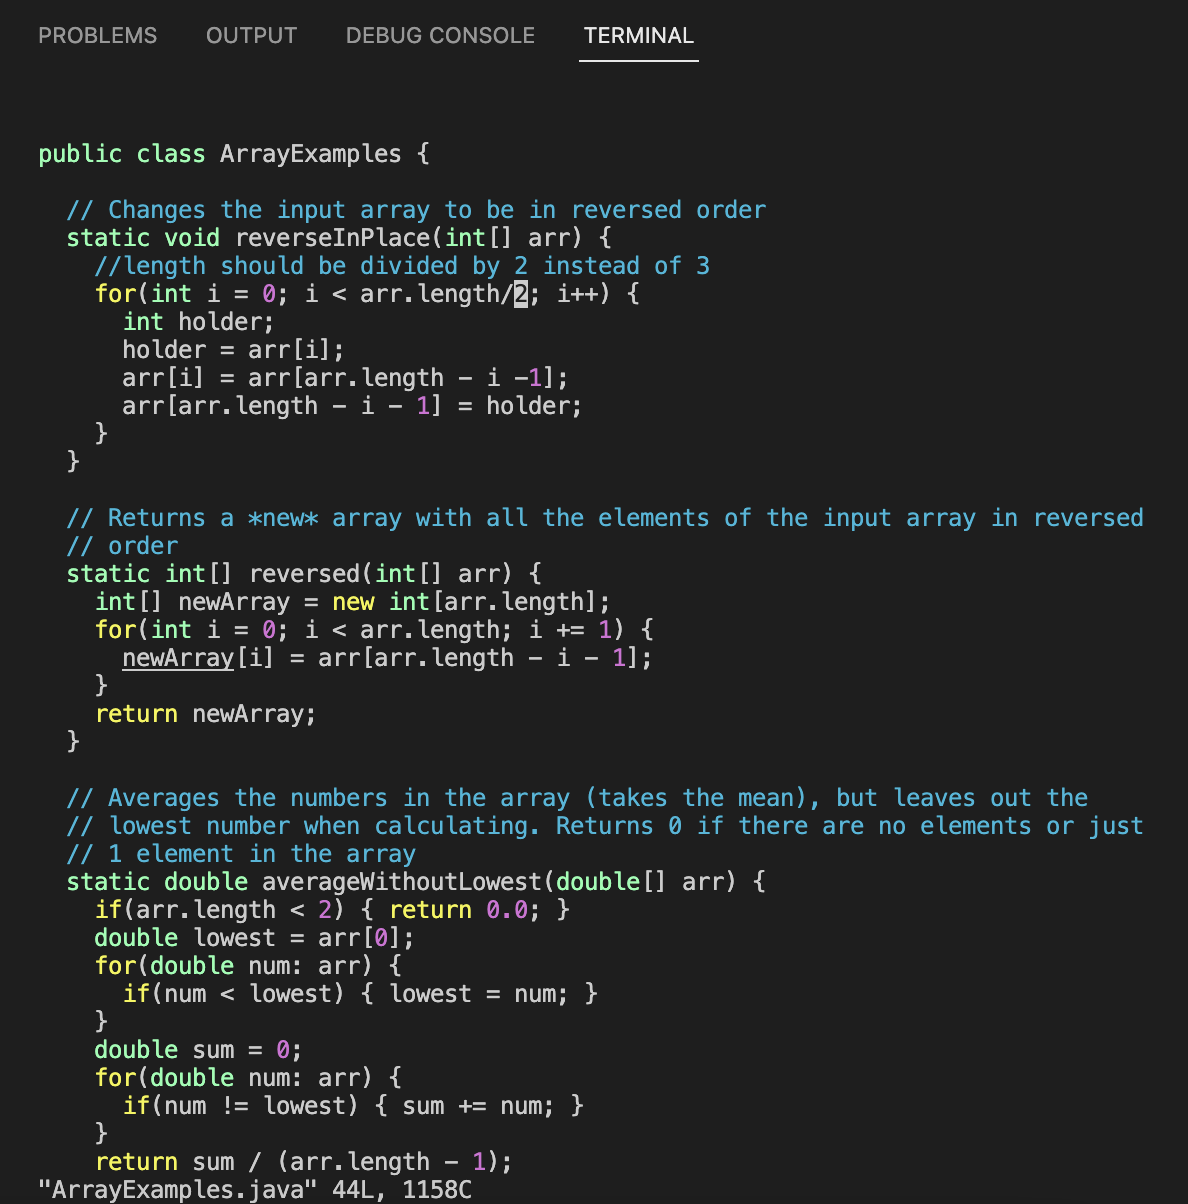 PROBLEMS OUTPUT DEBUG CONSOLE TERMINAL
public class ArrayExamples {
  // Changes the input array to be in reversed order
  static void reverseInPlace(int[] arr) {
    //length should be divided by 2 instead of 3
    for(int i = 0; i < arr.length/2; i++) {
      int holder;
      holder = arr[i];
      arr[i] = arr[arr.length - i -1];
      arr[arr.length - i - 1] = holder;
    }
  }
  // Returns a *new* array with all the elements of the input array in reversed
  // order
  static int[] reversed(int[] arr) {
    int[] newArray = new int[arr.length];
    for(int i = 0; i < arr.length; i += 1) {
      newArray[i] = arr[arr.length - i - 1];
    }
    return newArray;
  }
  // Averages the numbers in the array (takes the mean), but leaves out the
  // lowest number when calculating. Returns 0 if there are no elements or just
  // 1 element in the array
  static double averageWithoutLowest(double[] arr) {
    if(arr.length < 2) { return 0.0; }
    double lowest = arr[0];
    for(double num: arr) {
      if(num < lowest) { lowest = num; }
    }
    double sum = 0;
    for(double num: arr) {
      if(num != lowest) { sum += num; }
    }
    return sum / (arr.length - 1);
"ArrayExamples.java" 44L, 1158C